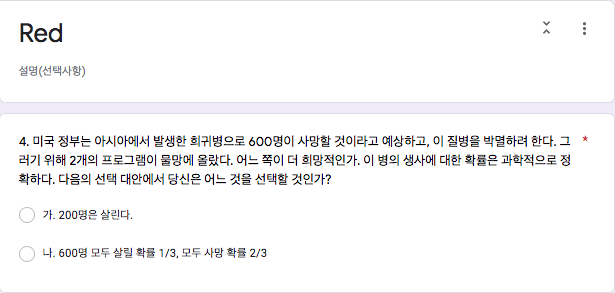 Red
설명(선택사항)
4. 미국 정부는 아시아에서 발생한 희귀병으로 600명이 사망할 것이라고 예상하고, 이 질병을 박멸하려 한다. 그 *
러기 위해 2개의 프로그램이 물망에 올랐다. 어느 쪽이 더 희망적인가. 이 병의 생사에 대한 확률은 과학적으로 정
확하다. 다음의 선택 대안에서 당신은 어느 것을 선택할 것인가?
가. 200명은 살린다.
나. 600명 모두 살릴 확률 1/3, 모두 사망 확률 2/3